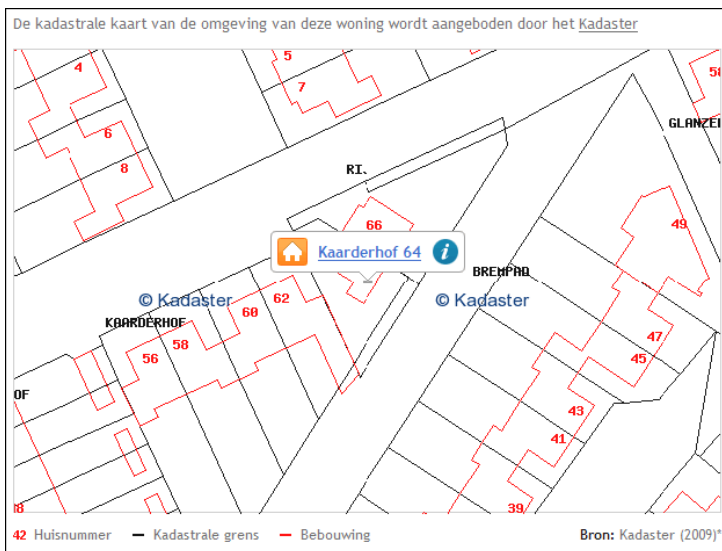 De kadastrale kaart van de omgeving van deze woning wordt aangeboden door het Kadaster
4
5
58
7
6
GLANZE
8
RI.
66
49
Kaarderhof 64
BREMPAD
© Kadaster
© Kadaster
62
60
KAARDERHOF
58
47
56
45
OF
43
41
39
42 Huisnummer
Kadastrale grens
Bebouwing
Bron: Kadaster (2009)*